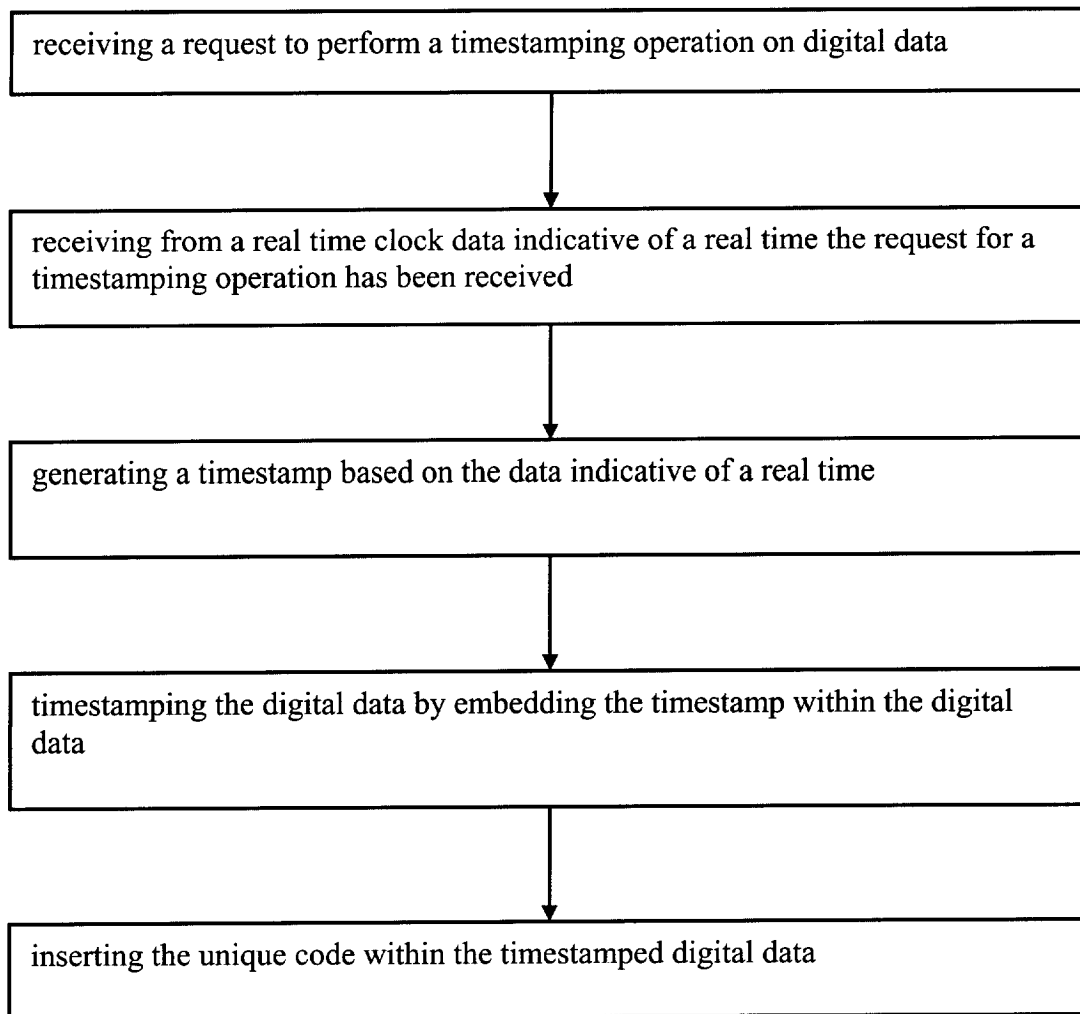 receiving a request to perform a timestamping operation on digital data
receiving from a real time clock data indicative of a real time the request for a
timestamping operation has been received
generating a timestamp based on the data indicative of a real time
timestamping the digital data by embedding the timestamp within the digital
data
inserting the unique code within the timestamped digital data